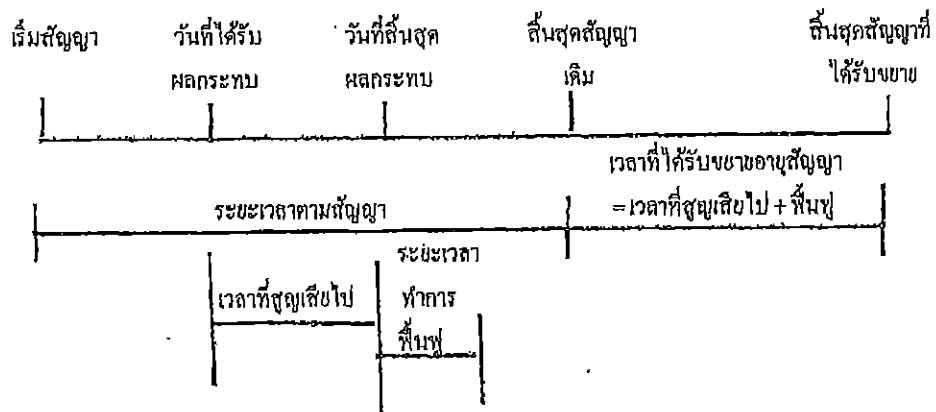 เริ่มสัญญา
วันที่ได้รับ
ผลกระทบ
วันที่สิ้นสุด
ผลกระทบ
สิ้นสุดสัญญา
เดิม
สิ้นสุดสัญญาที่
ได้รับขยาย
เวลาที่ได้รับขยายอายุสัญญา
=เวลาที่สูญเสียไป+ฟื้นฟู
ระยะเวลาตามสัญญา
ระยะเวลา
ทำการ
ฟื้นฟู
เวลาที่สูญเสียไป